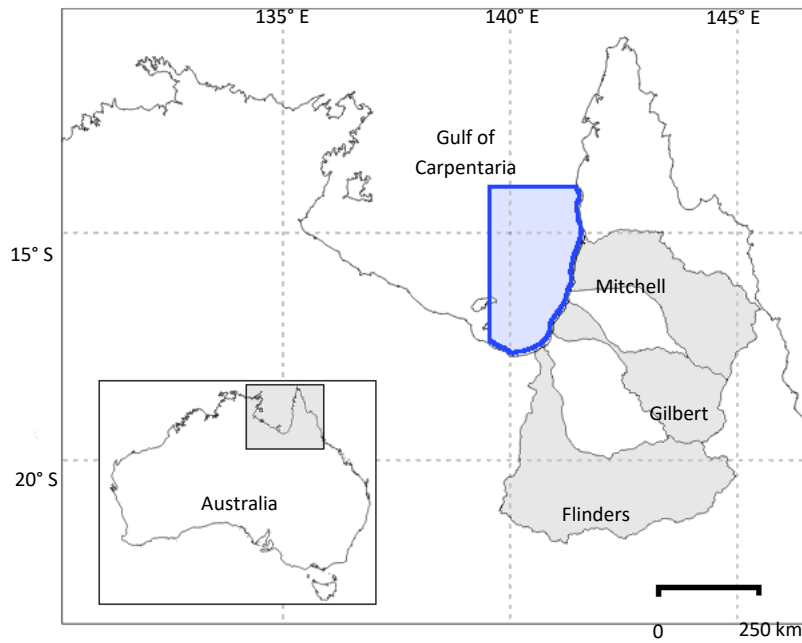 135° E
140° E
145° E
Gulf of
Carpentaria
15° S
Mitchell
Gilbert
20° S
Australia
Flinders
0
250 km